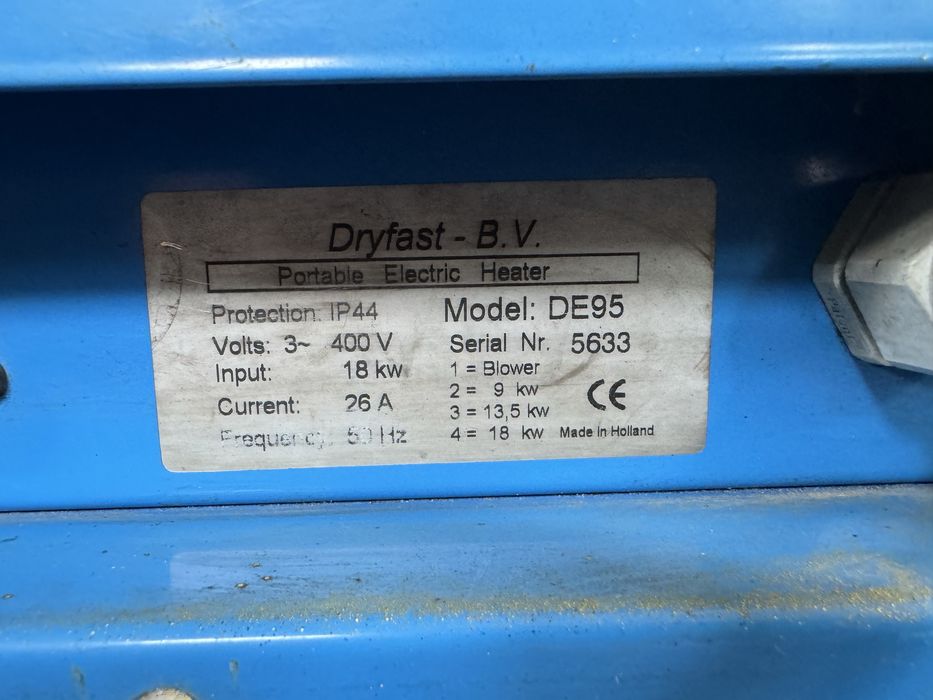 Dryfast - B.V.
Portable Electric Heater
Protection: IP44
Model: DE95
Volts: 3~ 400 V
Serial Nr. 5633
Input: 18 kw
1 = Blower
2 = 9 kw
Current: 26 A
3 = 13,5 kw
Frequency: 50 Hz
4 = 18 kw
CE
Made in Holland